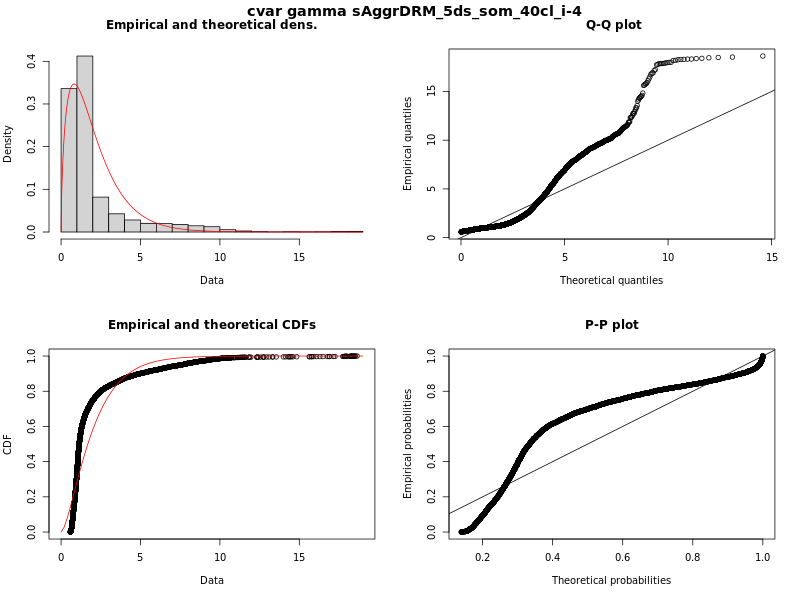 cvar gamma sAggrDRM_5ds_som_40cl_i-4
Empirical and theoretical dens.
Density
0.0 0.1 0.2 0.3 0.4
0 5 10 15
Data
Q-Q plot
Empirical quantiles
0 5 10 15
0 5 10 15
Theoretical quantiles
Empirical and theoretical CDFs
CDF
0.0 0.2 0.4 0.6 0.8 1.0
0 5 10 15
Data
P-P plot
Empirical probabilities
0.0 0.2 0.4 0.6 0.8 1.0
0.2 0.4 0.6 0.8 1.0
Theoretical probabilities